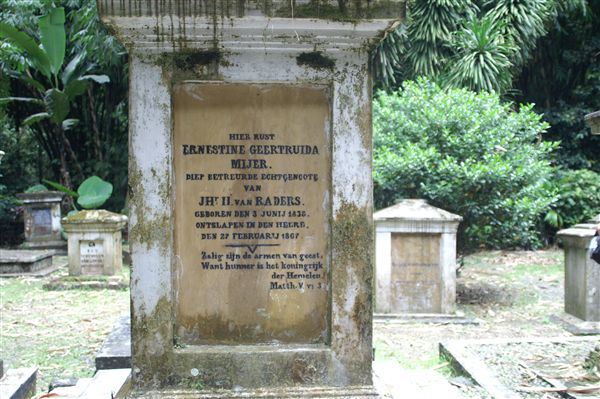 HIER RUST
ERNESTINE GEERTRUIDA
MIJER.
DIEP BETREURDE ECHTGENOOTE
VAN
JHR. H. VAN RADERS.
GEBOREN DEN 3 JUNIJ 1838.
ONTSLAPEN IN DEN HEERE.
DEN 27 FEBRUARIJ 1867.
Zalig zijn de armen van geest.
Want hunner is het koningrijk
der Hemelen.
Matth. V. vs 3